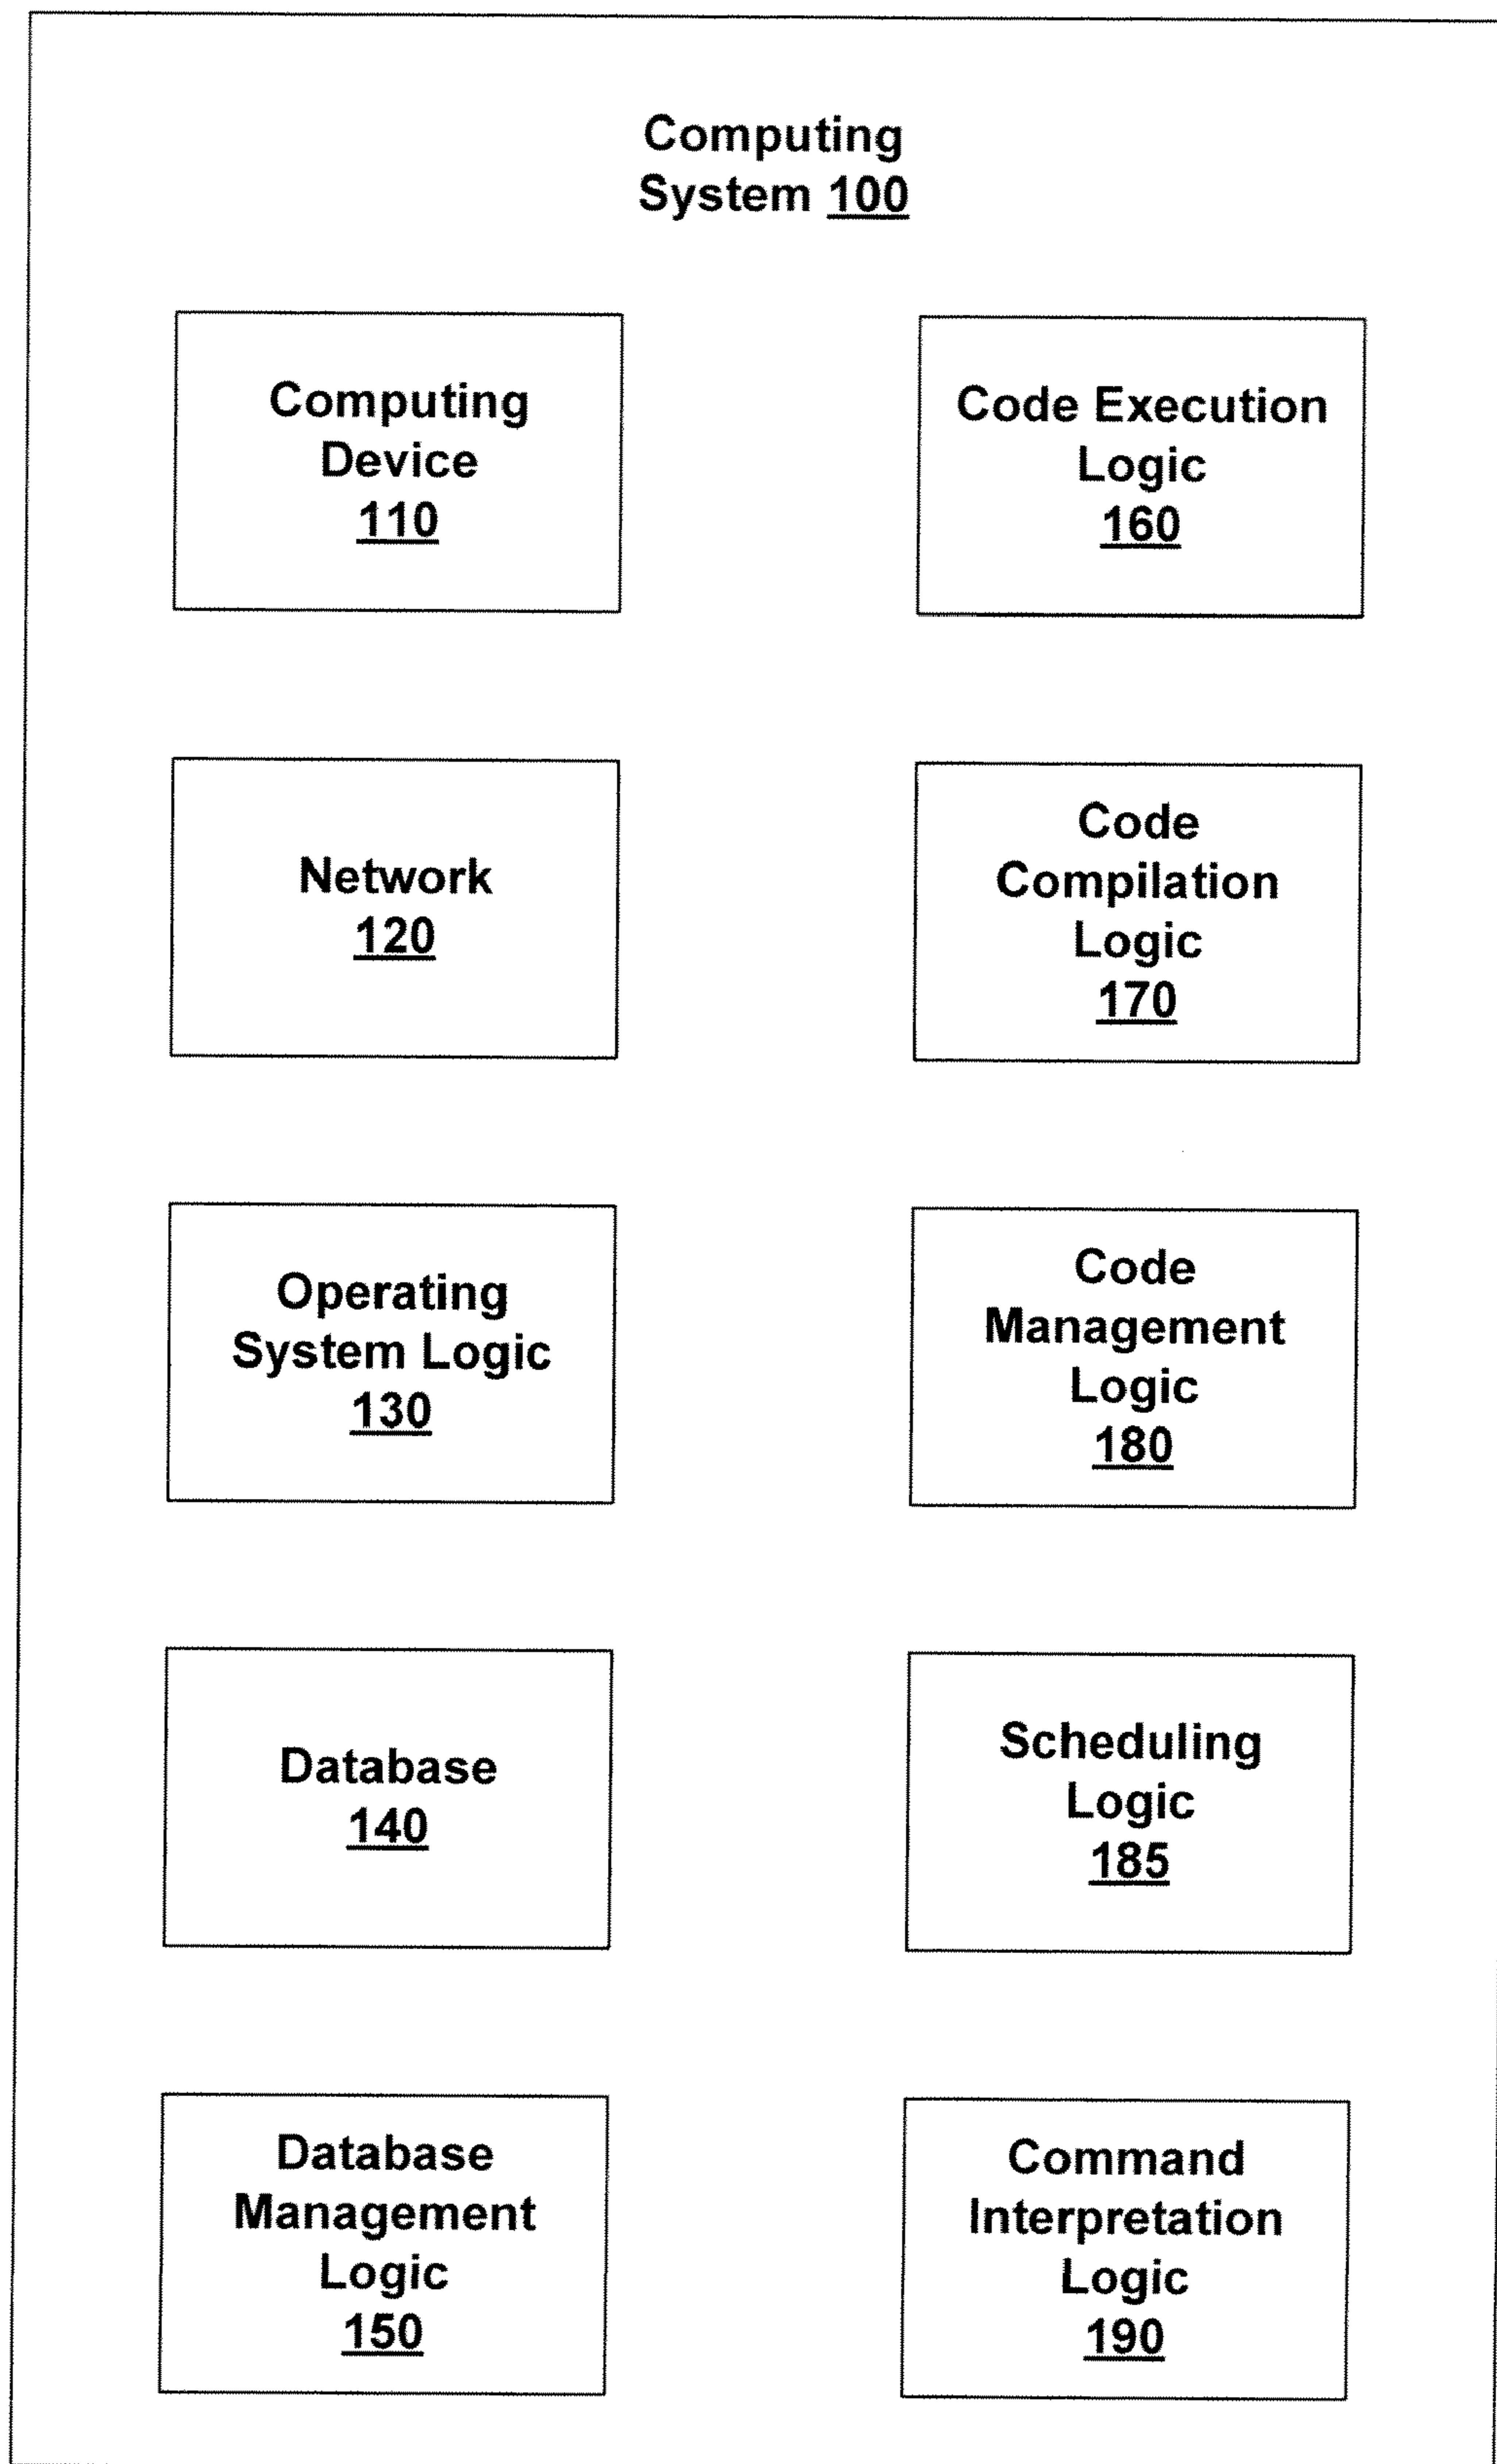 Computing
System 100
Computing
Device
110
Code Execution
Logic
160
Network
120
Code
Compilation
Logic
170
Operating
System Logic
130
Code
Management
Logic
180
Database
140
Scheduling
Logic
185
Database
Management
Logic
150
Command
Interpretation
Logic
190